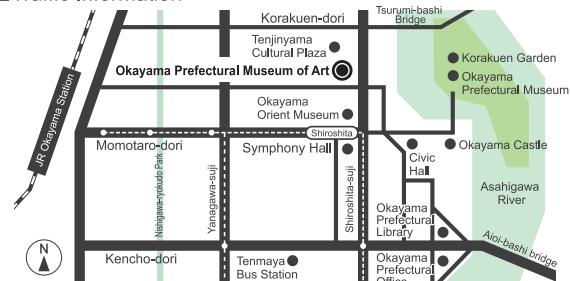 Traffic Information
Korakuen-dori
Tsurumi-bashi
Bridge
Tenjinyama
Cultural Plaza
Okayama Prefectural Museum of Art
Korakuen Garden
Okayama
Prefectural Museum
JR Okayama Station
Okayama
Orient Museum
Shiroshita
Momotaro-dori
Symphony Hall
Civic
Hall
Okayama Castle
Nishigawa-ryokudo Park
Yanagawa-suji
Shiroshita-suji
Asahigawa
River
Okayama
Prefectural
Library
N
Kencho-dori
Aioi-bashi bridge
Tenmaya
Bus Station
Okayama
Prefectural
Office